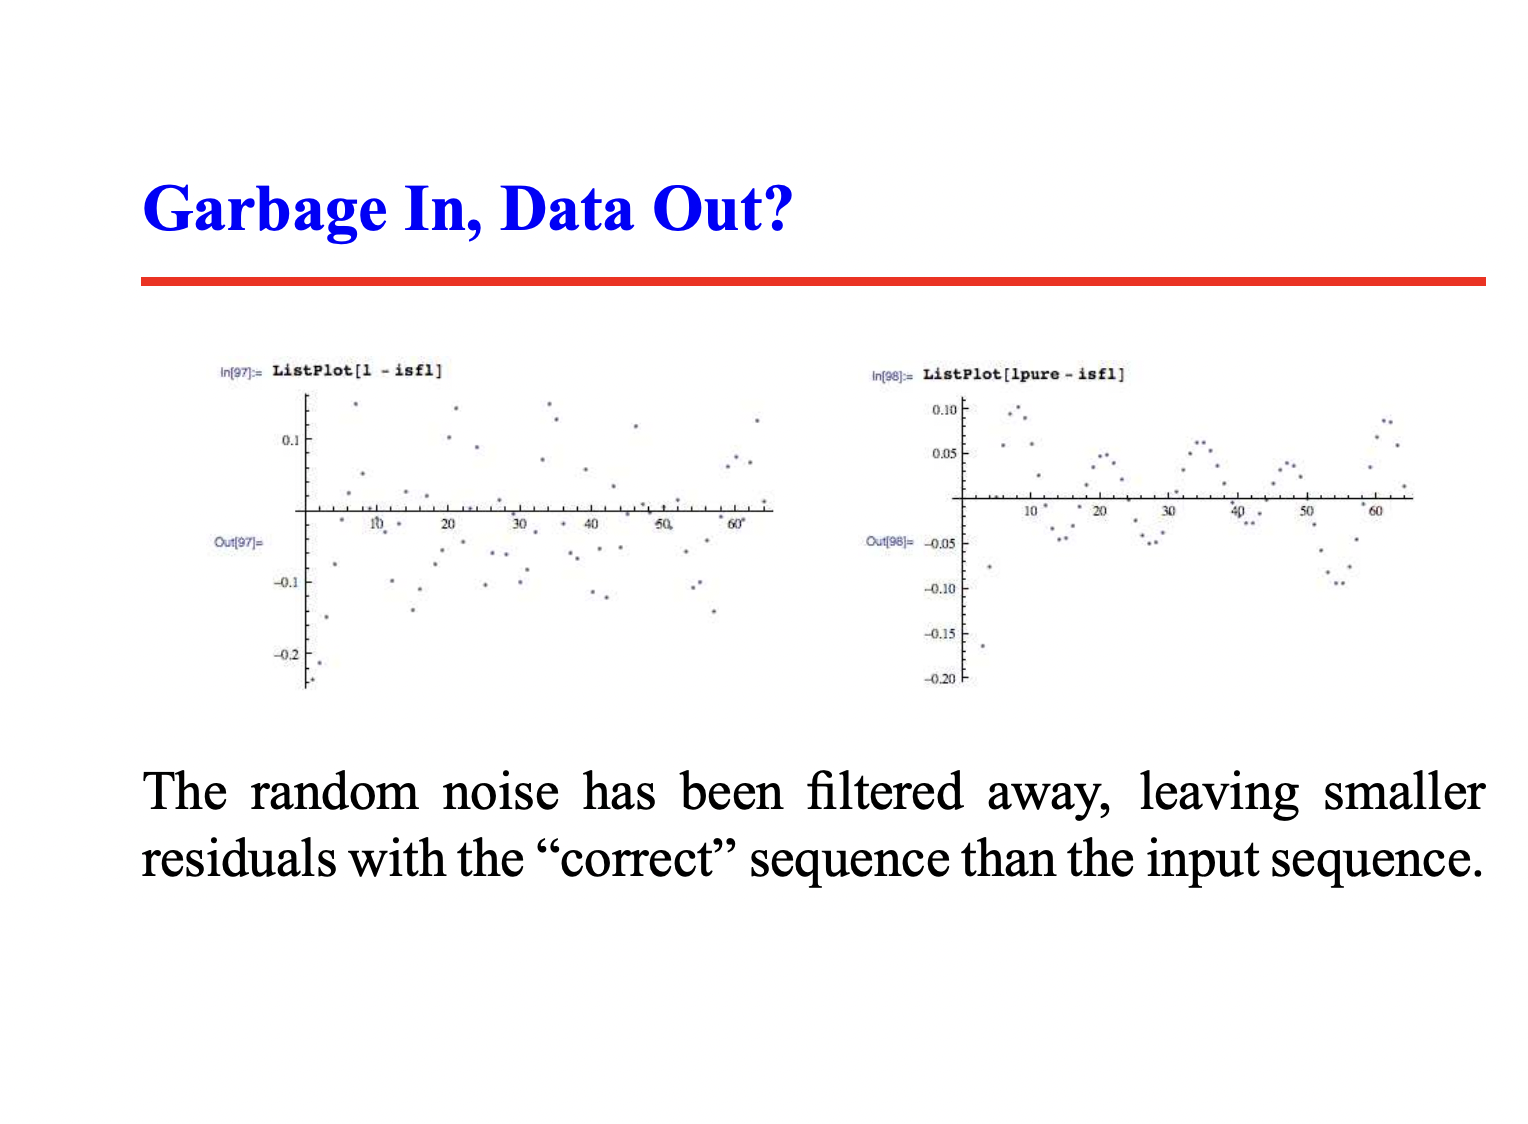 Garbage In, Data Out?
In[97]:= ListPlot[l - isfl]
0.1
10 20 30 40 50 60
Out[97]=
-0.1
-0.2
In[98]:= ListPlot[lpure - isfl]
0.10
0.05
10 20 30 40 50 60
Out[98]= -0.05
-0.10
-0.15
-0.20
The random noise has been filtered away, leaving smaller
residuals with the “correct” sequence than the input sequence.